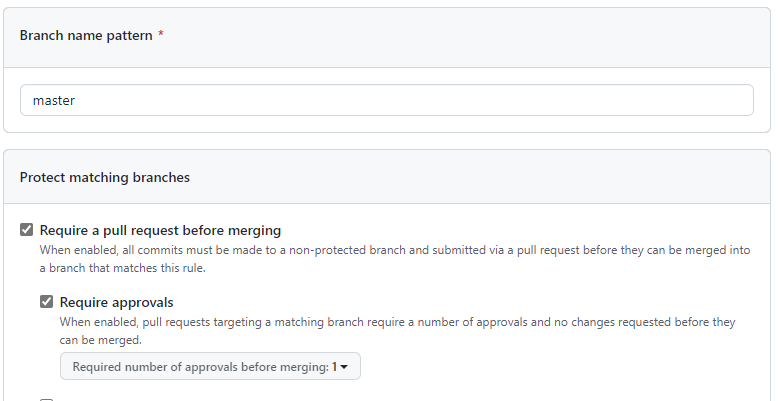 Branch name pattern *
master
Protect matching branches
Require a pull request before merging
When enabled, all commits must be made to a non-protected branch and submitted via a pull request before they can be merged into
a branch that matches this rule.
Require approvals
When enabled, pull requests targeting a matching branch require a number of approvals and no changes requested before they
can be merged.
Required number of approvals before merging: 1